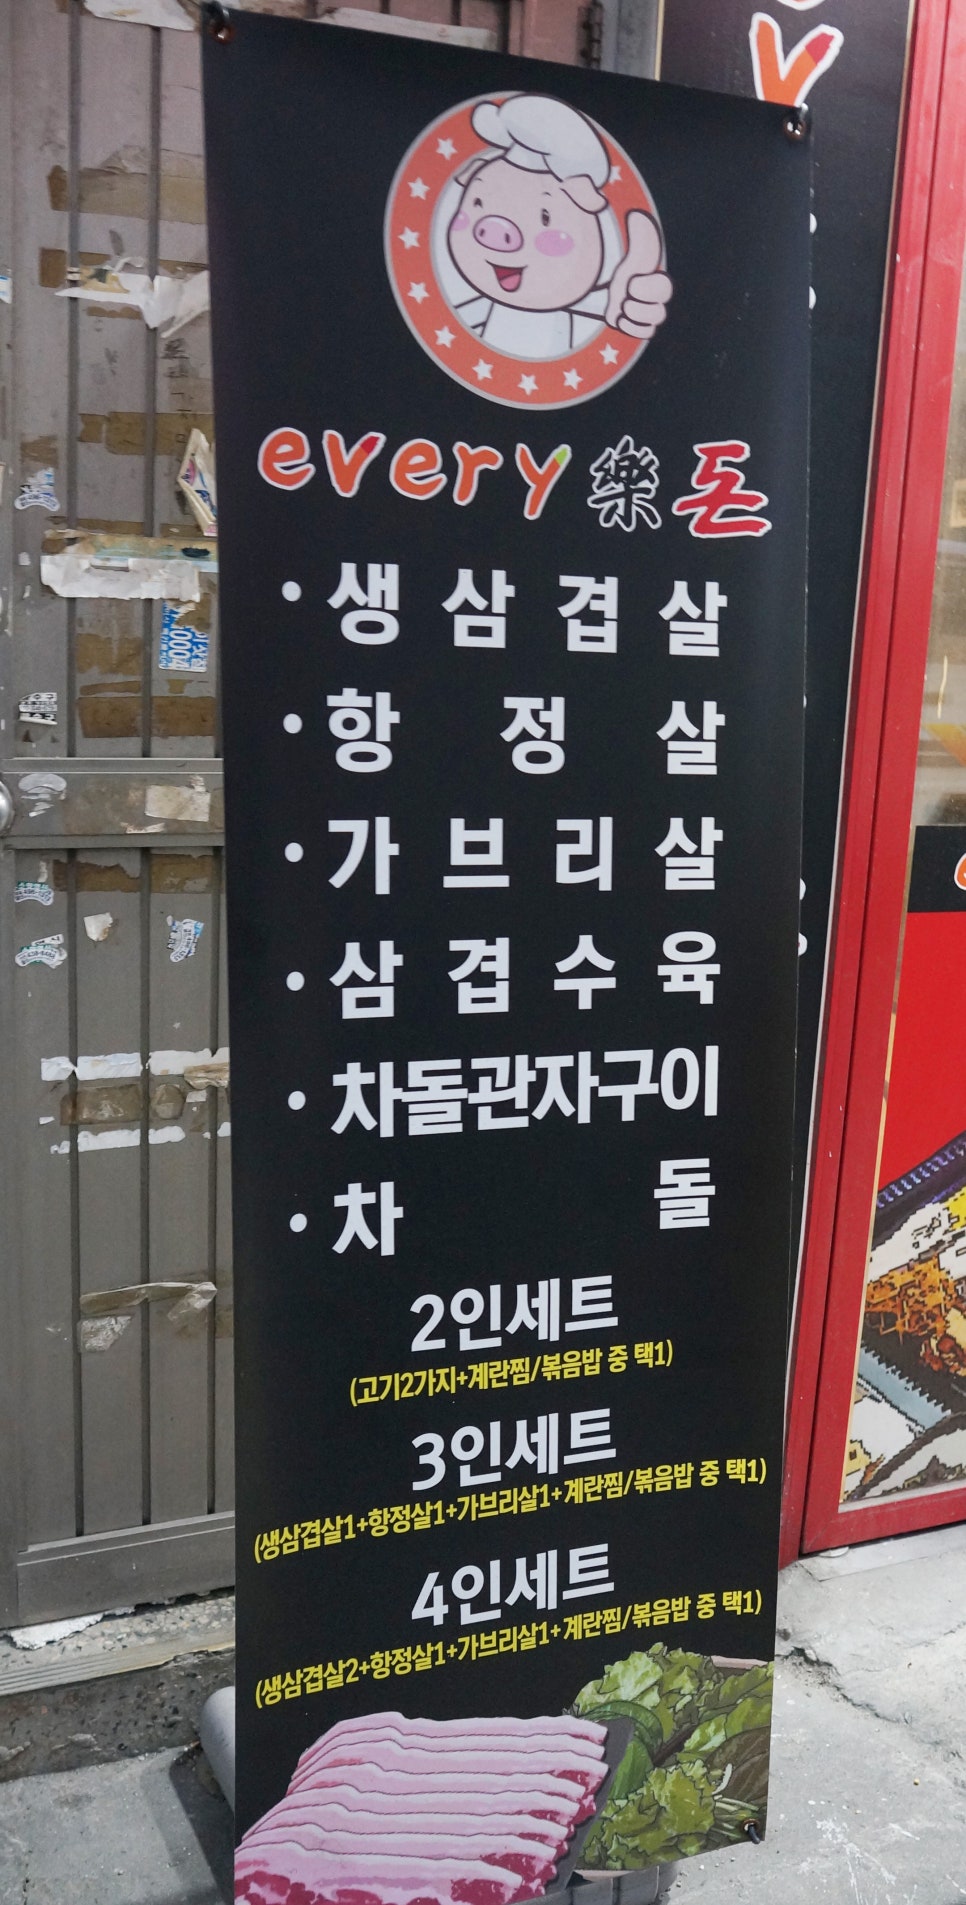 every 樂 돈
· 생삼겹살
· 항정살
· 가브리살
· 삼겹수육
· 차돌관자구이
· 차돌
2인세트
(고기2가지+계란찜/볶음밥 중 택1)
3인세트
(생삼겹살1+항정살1+가브리살1+계란찜/볶음밥 중 택1)
4인세트
(생삼겹살2+항정살1+가브리살1+계란찜/볶음밥 중 택1)